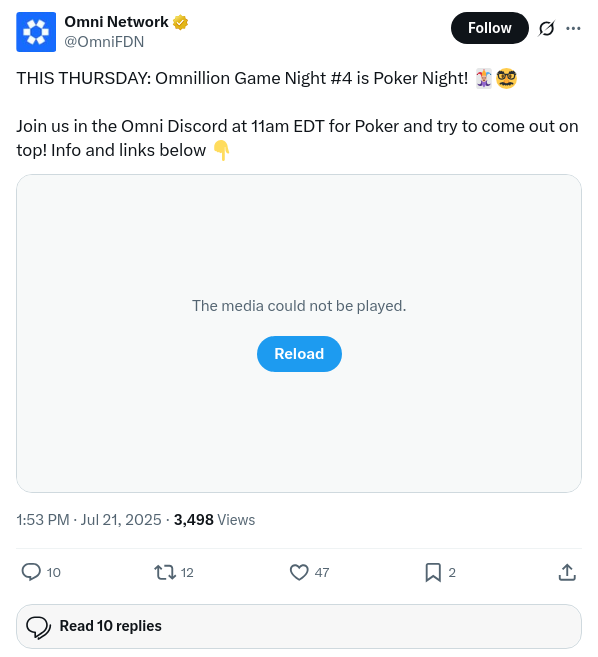 Omni Network
@OmniFDN
Follow
THIS THURSDAY: Omnillion Game Night #4 is Poker Night! 🃏🥸
Join us in the Omni Discord at 11am EDT for Poker and try to come out on
top! Info and links below 👇
The media could not be played.
Reload
1:53 PM · Jul 21, 2025 · 3,498 Views
10 12 47 2
Read 10 replies